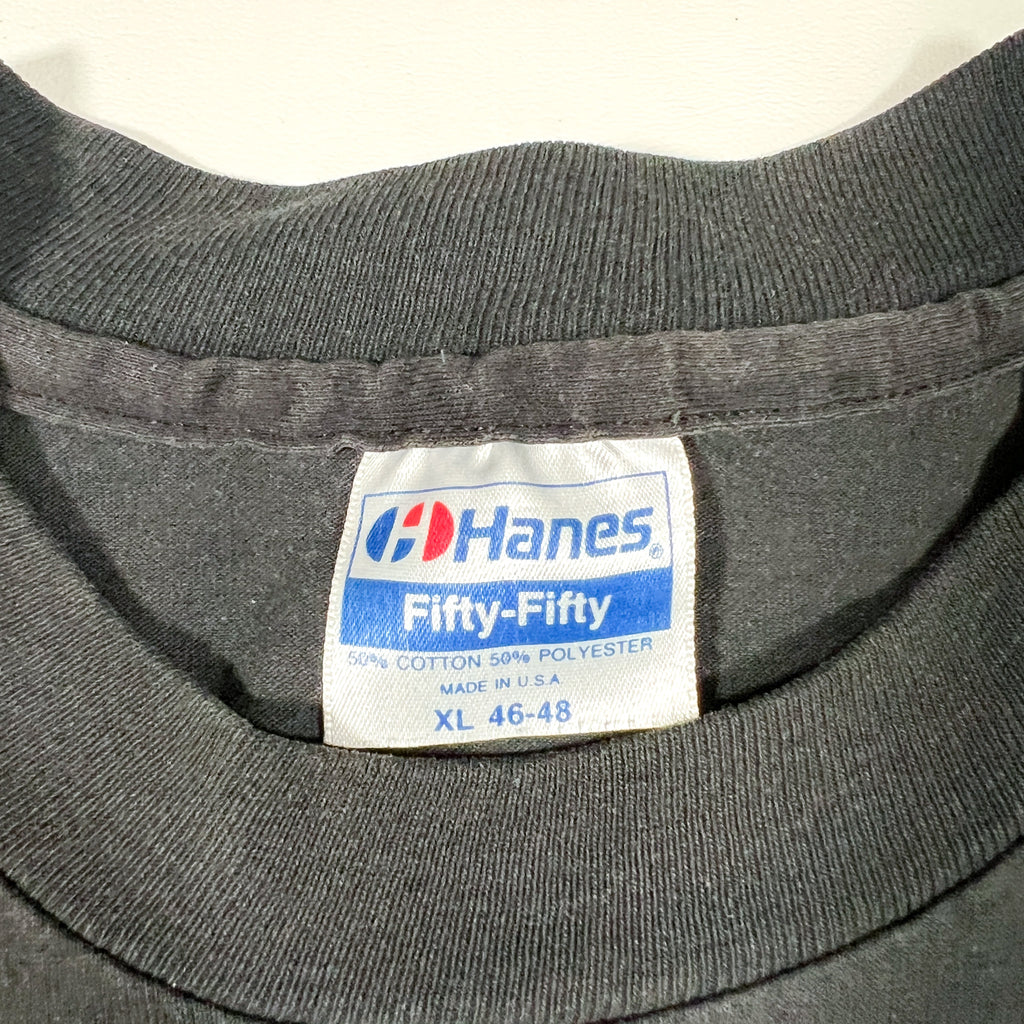 Hanes®
Fifty-Fifty
50% COTTON 50% POLYESTER
MADE IN U.S.A
XL 46-48